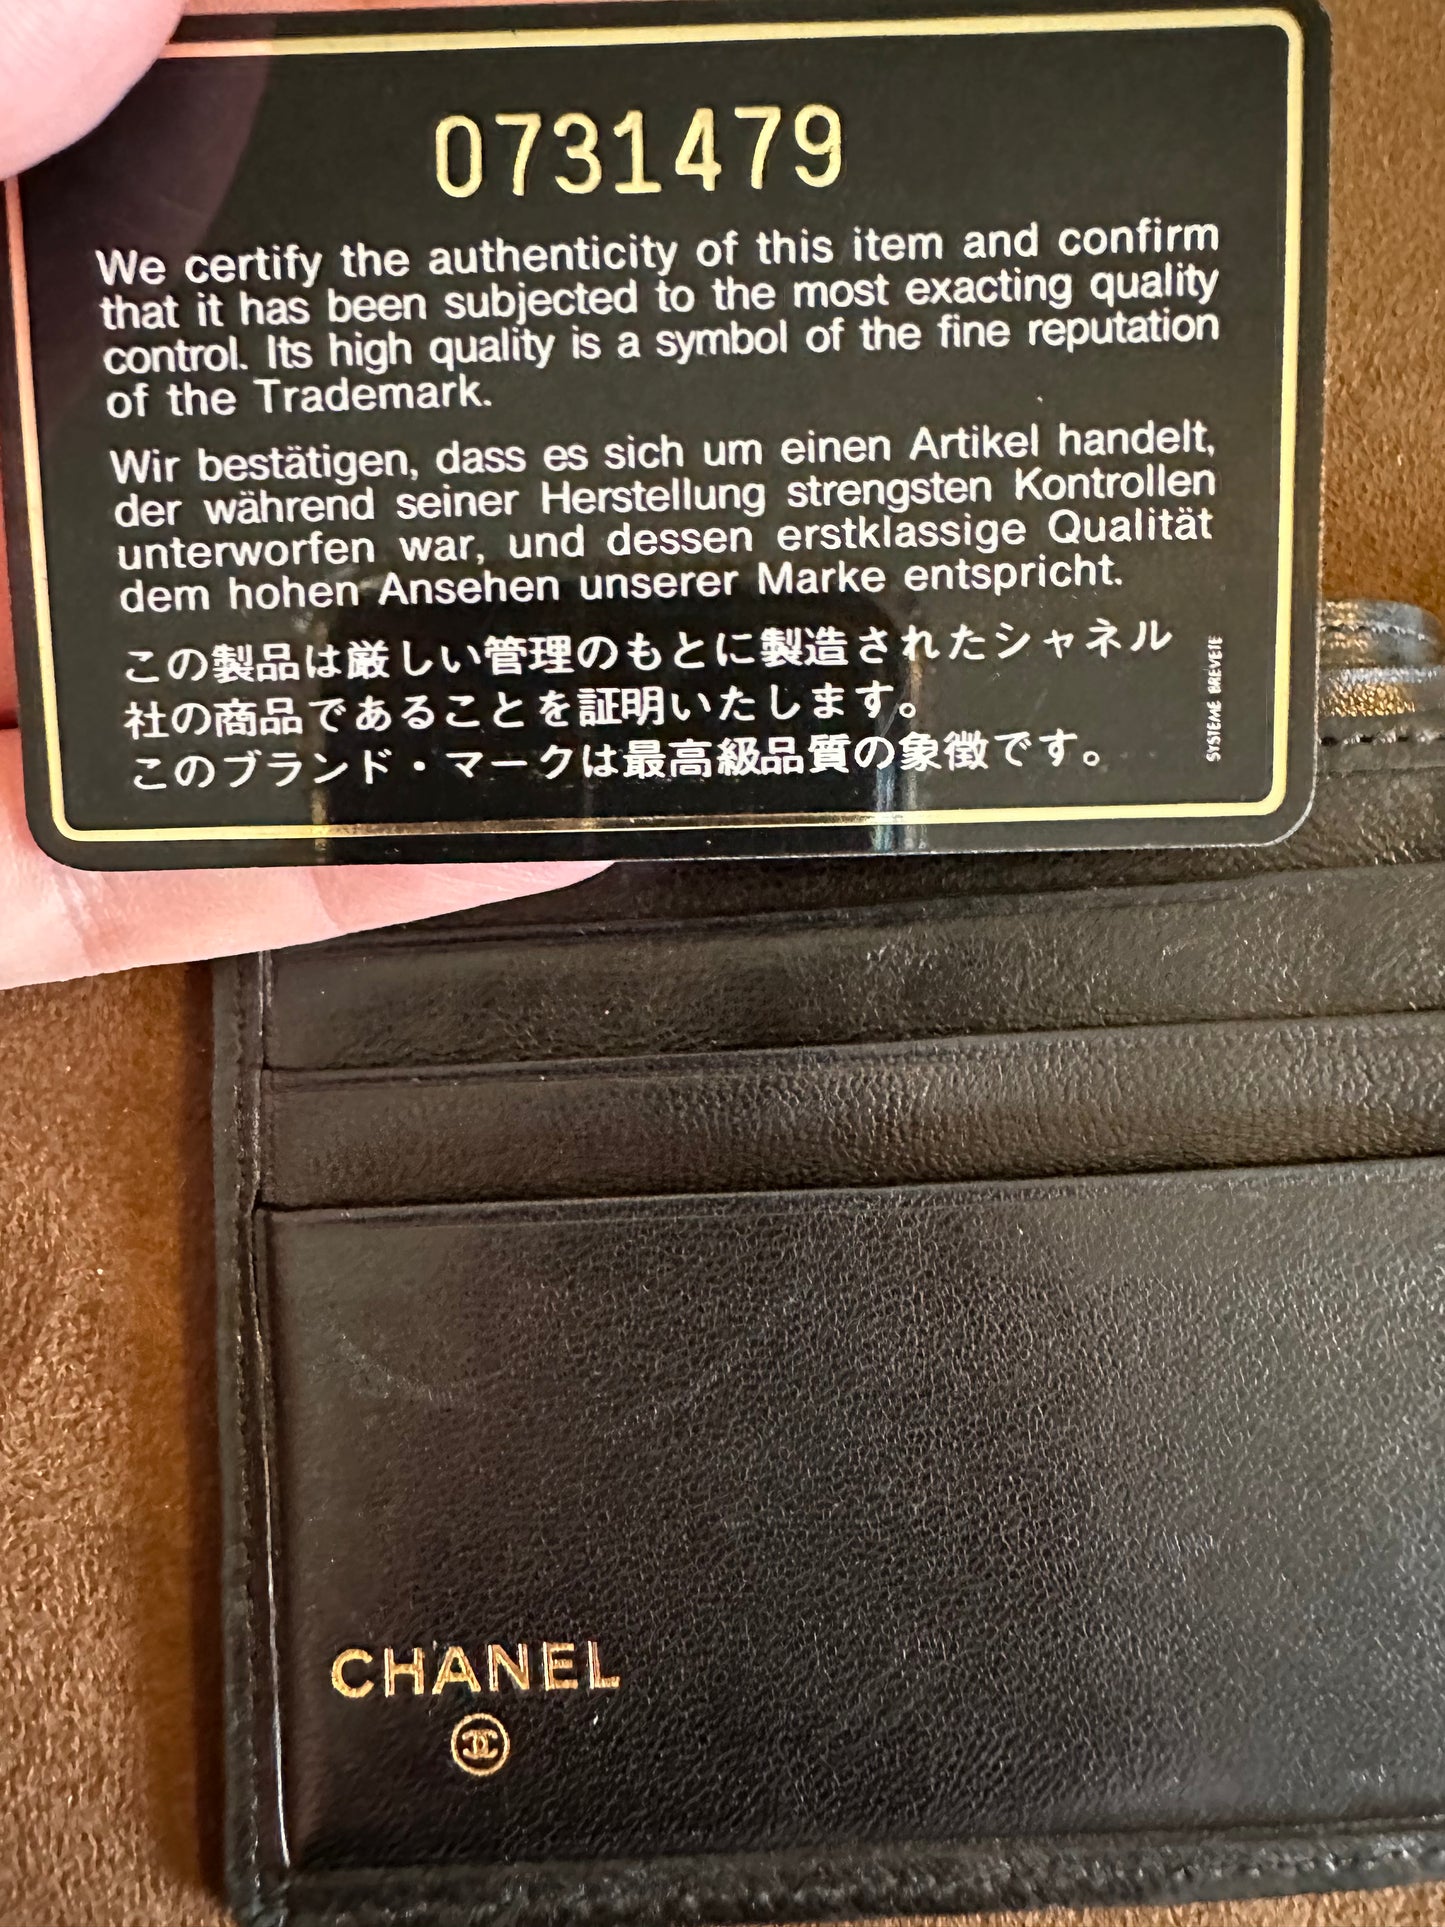 0731479
We certify the authenticity of this item and confirm
that it has been subjected to the most exacting quality
control. Its high quality is a symbol of the fine reputation
of the Trademark.
Wir bestätigen, dass es sich um einen Artikel handelt,
der während seiner Herstellung strengsten Kontrollen
unterworfen war, und dessen erstklassige Qualität
dem hohen Ansehen unserer Marke entspricht.
この製品は厳しい管理のもとに製造されたシャネル
社の商品であることを証明いたします。
このブランド・マークは最高級品質の象徴です。
SYSTEME BREVETE
CHANEL